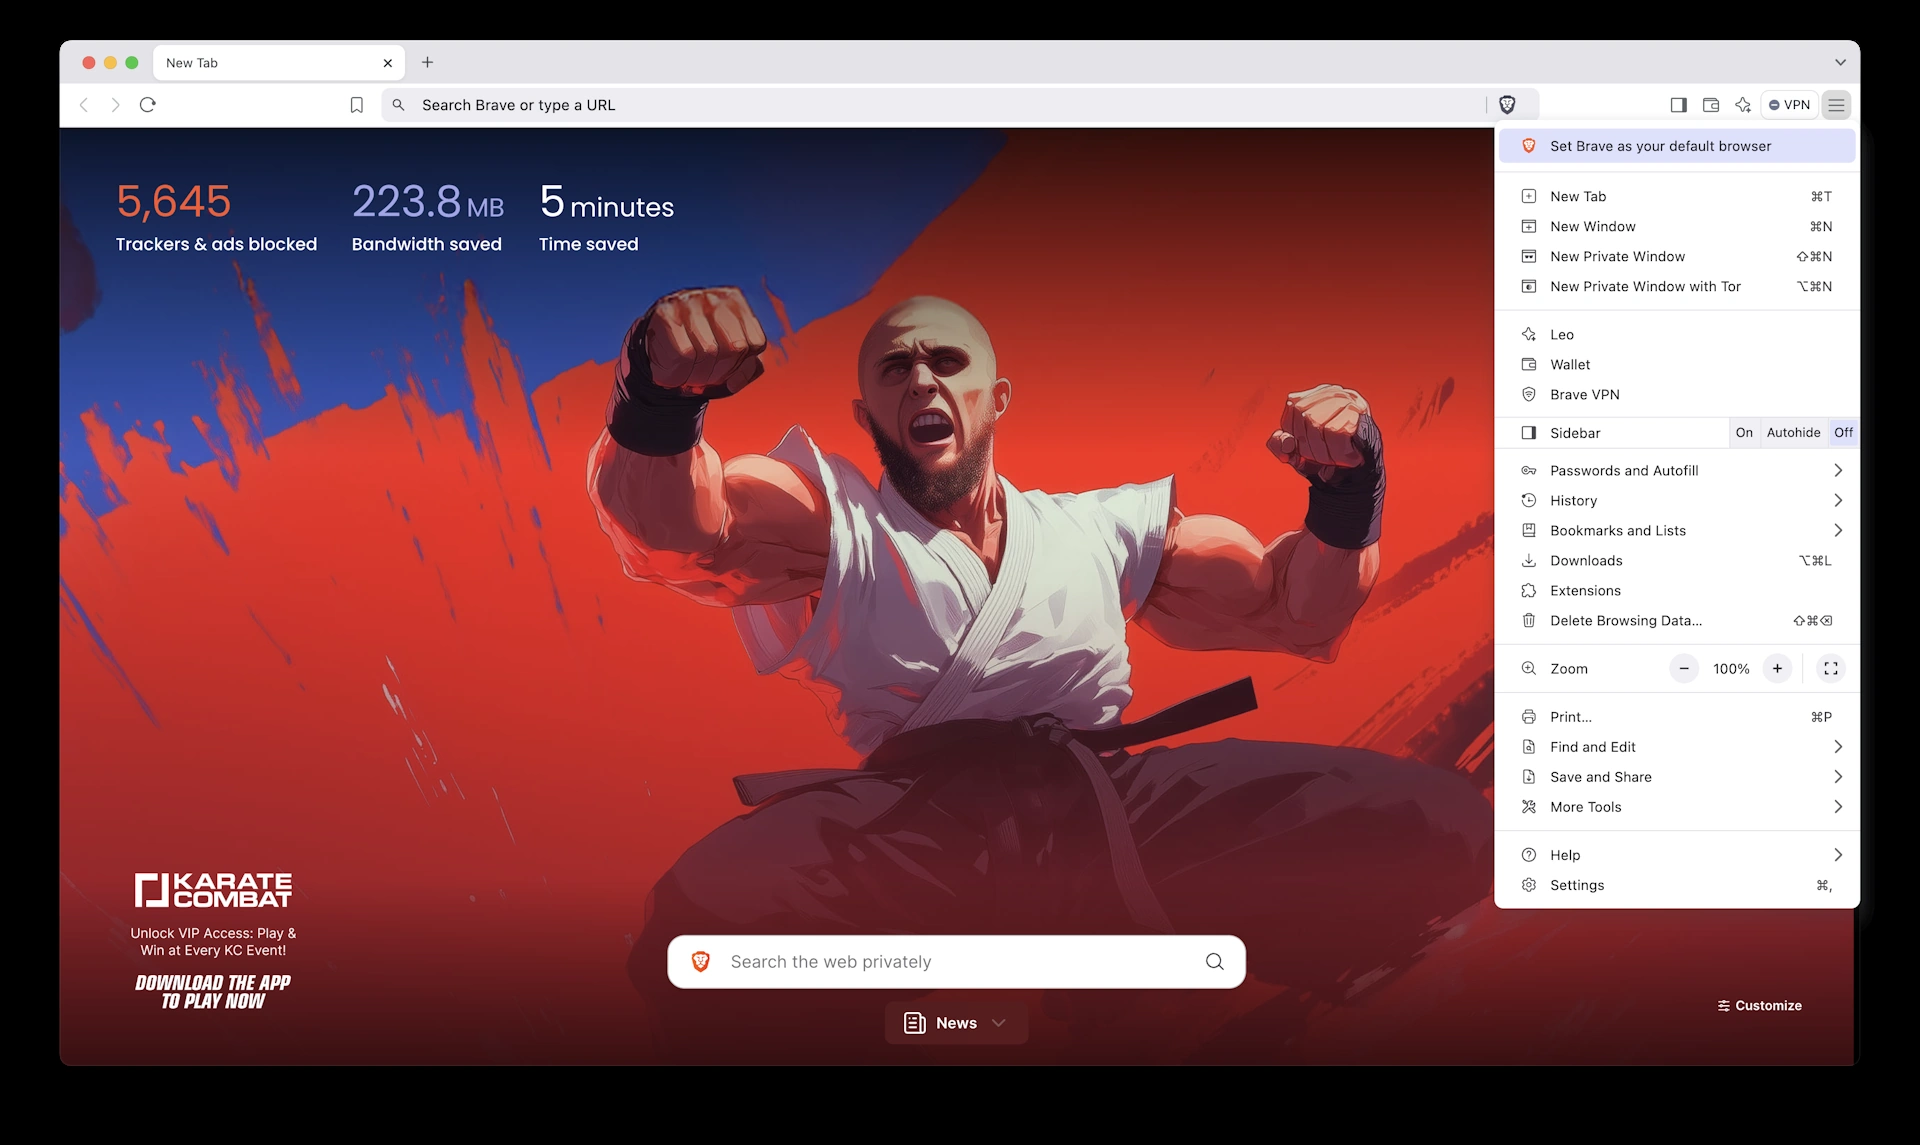 New Tab
Search Brave or type a URL
VPN
5,645
Trackers & ads blocked
223.8 MB
Bandwidth saved
5 minutes
Time saved
Set Brave as your default browser
New Tab ⌘T
New Window ⌘N
New Private Window ⇧⌘N
New Private Window with Tor ⌥⌘N
Leo
Wallet
Brave VPN
Sidebar On Autohide Off
Passwords and Autofill
History
Bookmarks and Lists
Downloads ⌥⌘L
Extensions
Delete Browsing Data... ⇧⌘⌫
Zoom − 100% +
Print... ⌘P
Find and Edit
Save and Share
More Tools
Help
Settings ⌘,
KARATE
COMBAT
Unlock VIP Access: Play &
Win at Every KC Event!
DOWNLOAD THE APP
TO PLAY NOW
Search the web privately
News
Customize